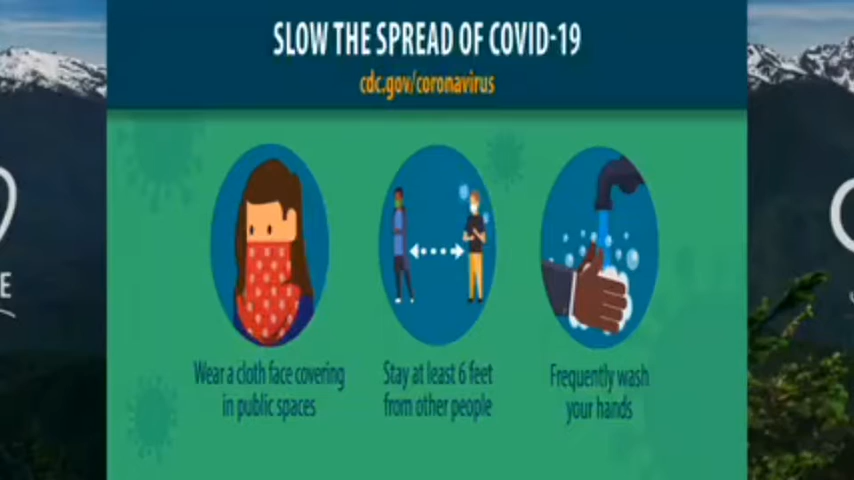 SLOW THE SPREAD OF COVID-19
cdc.gov/coronavirus
Wear a cloth face covering
in public spaces
Stay at least 6 feet
from other people
Frequently wash
your hands